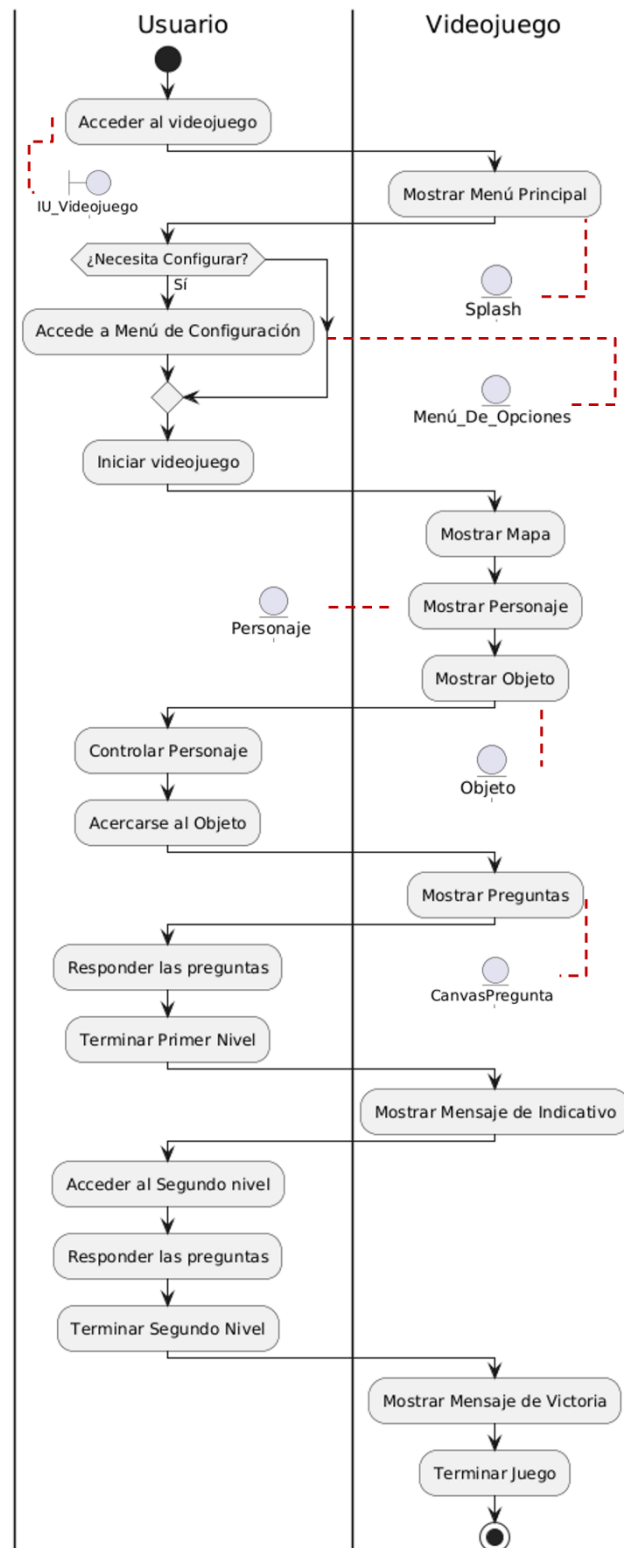 Usuario
Videojuego
Acceder al videojuego
IU_Videojuego
Mostrar Menú Principal
¿Necesita Configurar?
Sí
Splash
Accede a Menú de Configuración
Menú_De_Opciones
Iniciar videojuego
Mostrar Mapa
Personaje
Mostrar Personaje
Mostrar Objeto
Controlar Personaje
Objeto
Acercarse al Objeto
Mostrar Preguntas
Responder las preguntas
CanvasPregunta
Terminar Primer Nivel
Mostrar Mensaje de Indicativo
Acceder al Segundo nivel
Responder las preguntas
Terminar Segundo Nivel
Mostrar Mensaje de Victoria
Terminar Juego